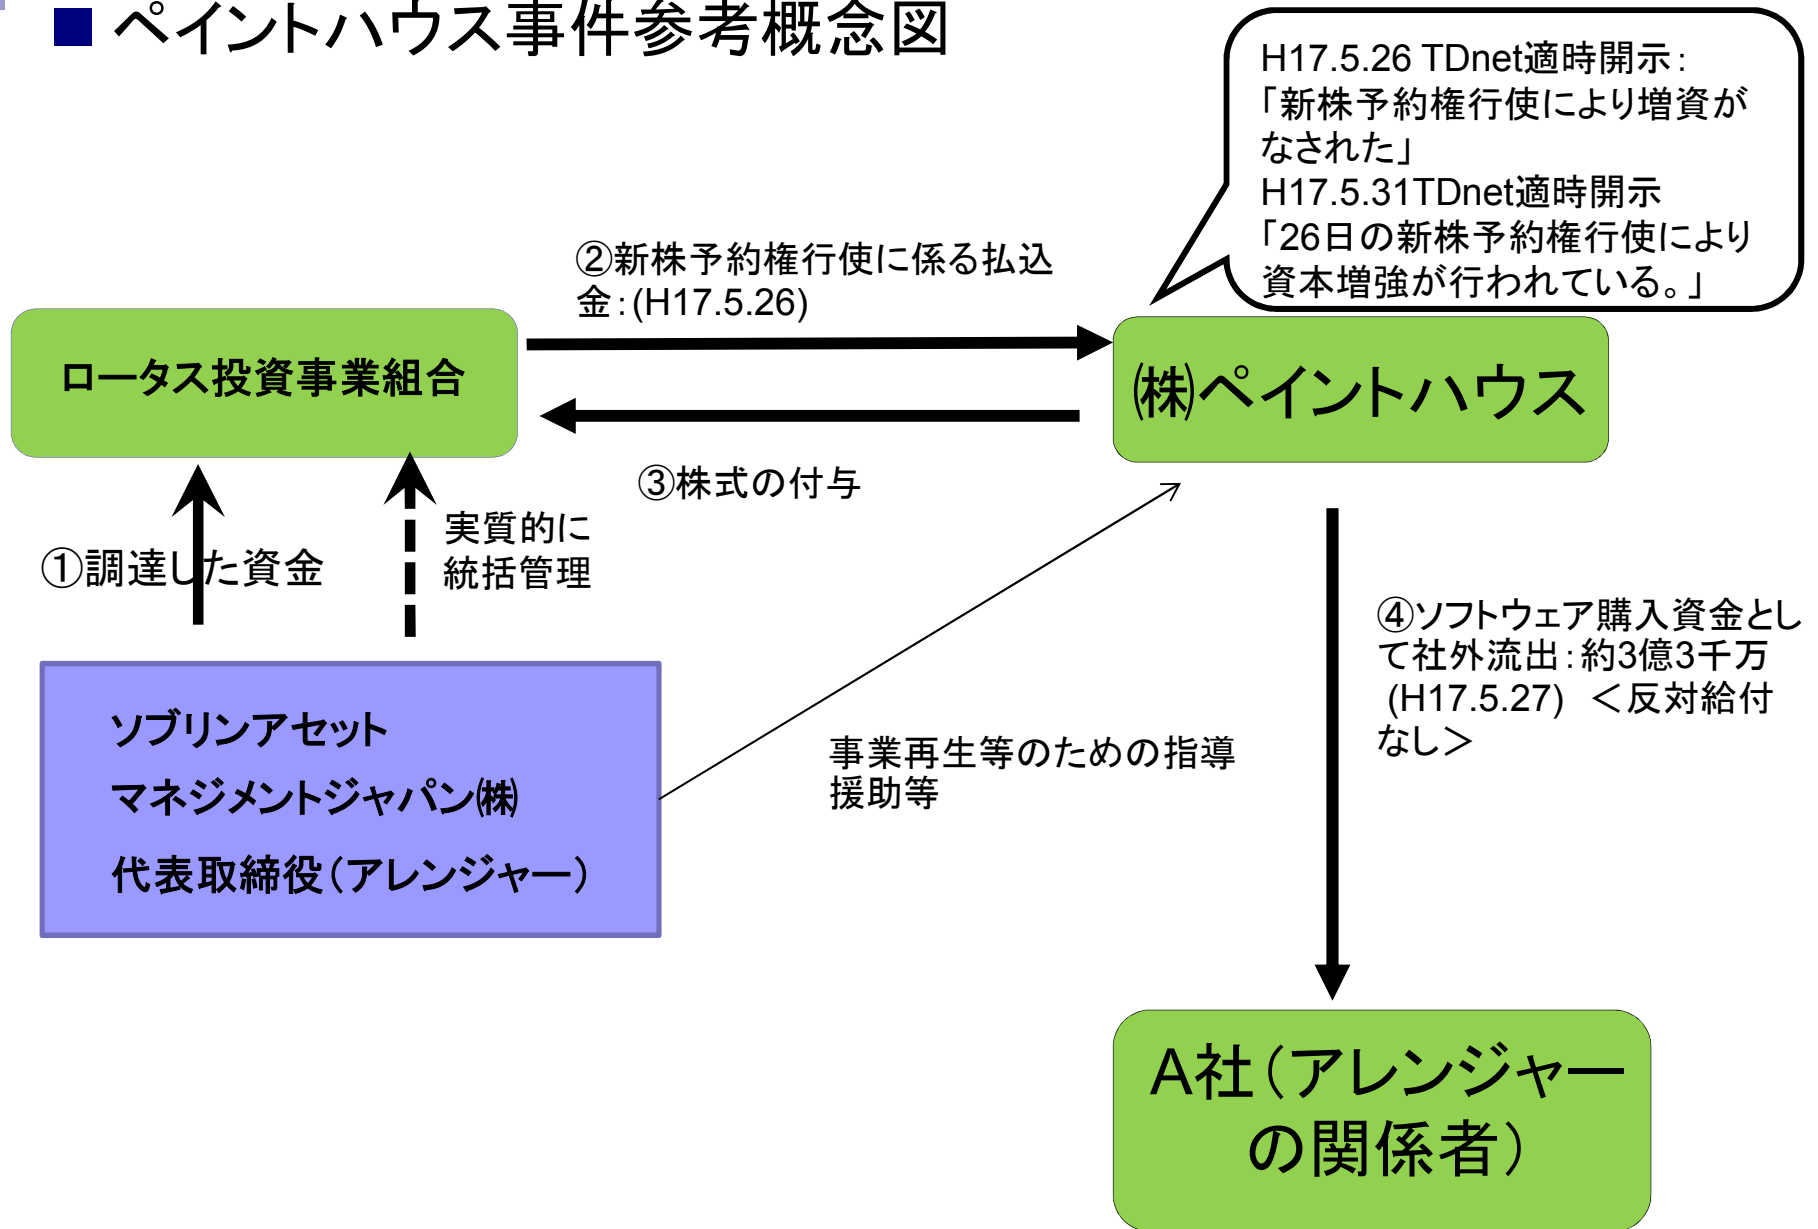 ■ ペイントハウス事件参考概念図
H17.5.26 TDnet適時開示：
「新株予約権行使により増資が
なされた」
H17.5.31TDnet適時開示
「26日の新株予約権行使により
資本増強が行われている。」
②新株予約権行使に係る払込
金：(H17.5.26)
ロータス投資事業組合
㈱ペイントハウス
③株式の付与
①調達した資金
実質的に
統括管理
④ソフトウェア購入資金とし
て社外流出：約3億3千万
(H17.5.27) ＜反対給付
なし＞
ソブリンアセット
マネジメントジャパン㈱
代表取締役（アレンジャー）
事業再生等のための指導
援助等
A社（アレンジャー
の関係者）